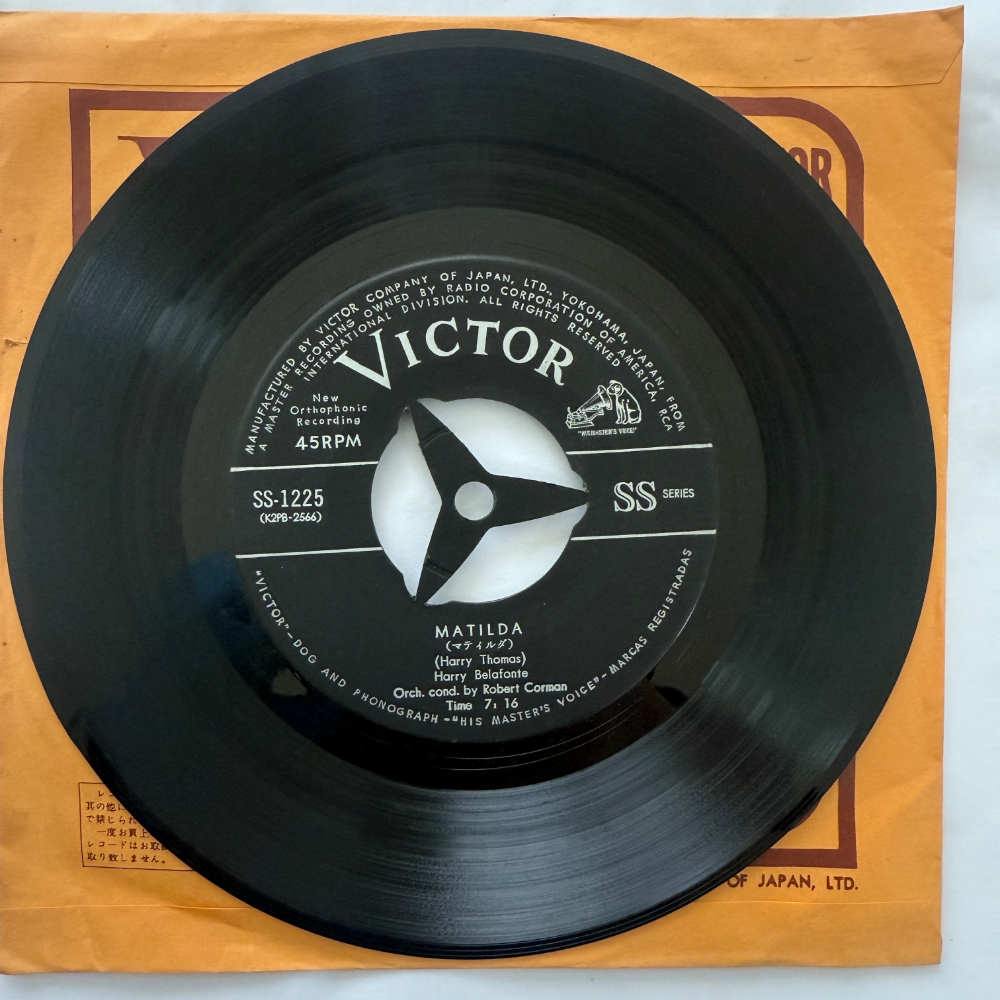 MANUFACTURED BY VICTOR COMPANY OF JAPAN, LTD., YOKOHAMA, JAPAN, FROM
A MASTER RECORDING OWNED BY RADIO CORPORATION OF AMERICA, RCA
INTERNATIONAL DIVISION. ALL RIGHTS RESERVED
VICTOR
New
Orthophonic
Recording
45RPM
"HIS MASTER'S VOICE"
SS-1225
(K2PB-2566)
SS SERIES
MATILDA
(マティルダ)
(Harry Thomas)
Harry Belafonte
Orch. cond. by Robert Corman
Time 7:16
"VICTOR"-DOG AND PHONOGRAPH-"HIS MASTER'S VOICE"-MARCAS REGISTRADAS
OR
レ
其の他に
で禁じられ
一度お買上
レコードはお取
取り致しません。
OF JAPAN, LTD.